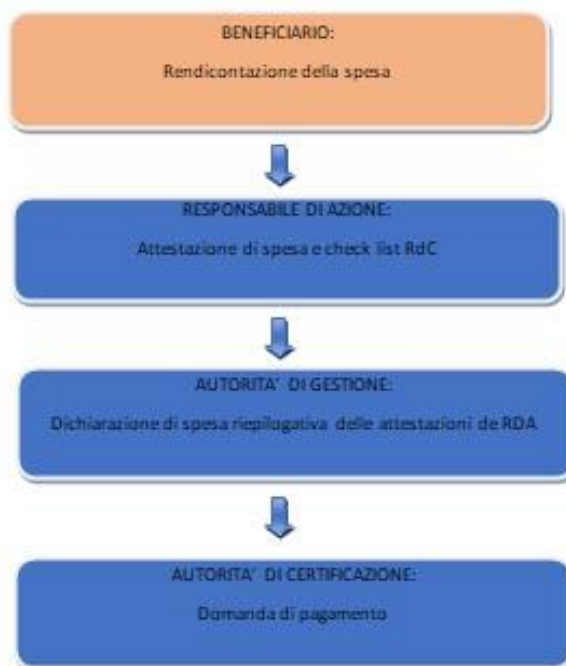 BENEFICIARIO:
Rendicontazione della spesa
RESPONSABILE DI AZIONE:
Attestazione di spesa e check list RdC
AUTORITA' DI GESTIONE:
Dichiarazione di spesa riepilogativa delle attestazioni de RDA
AUTORITA' DI CERTIFICAZIONE:
Domanda di pagamento